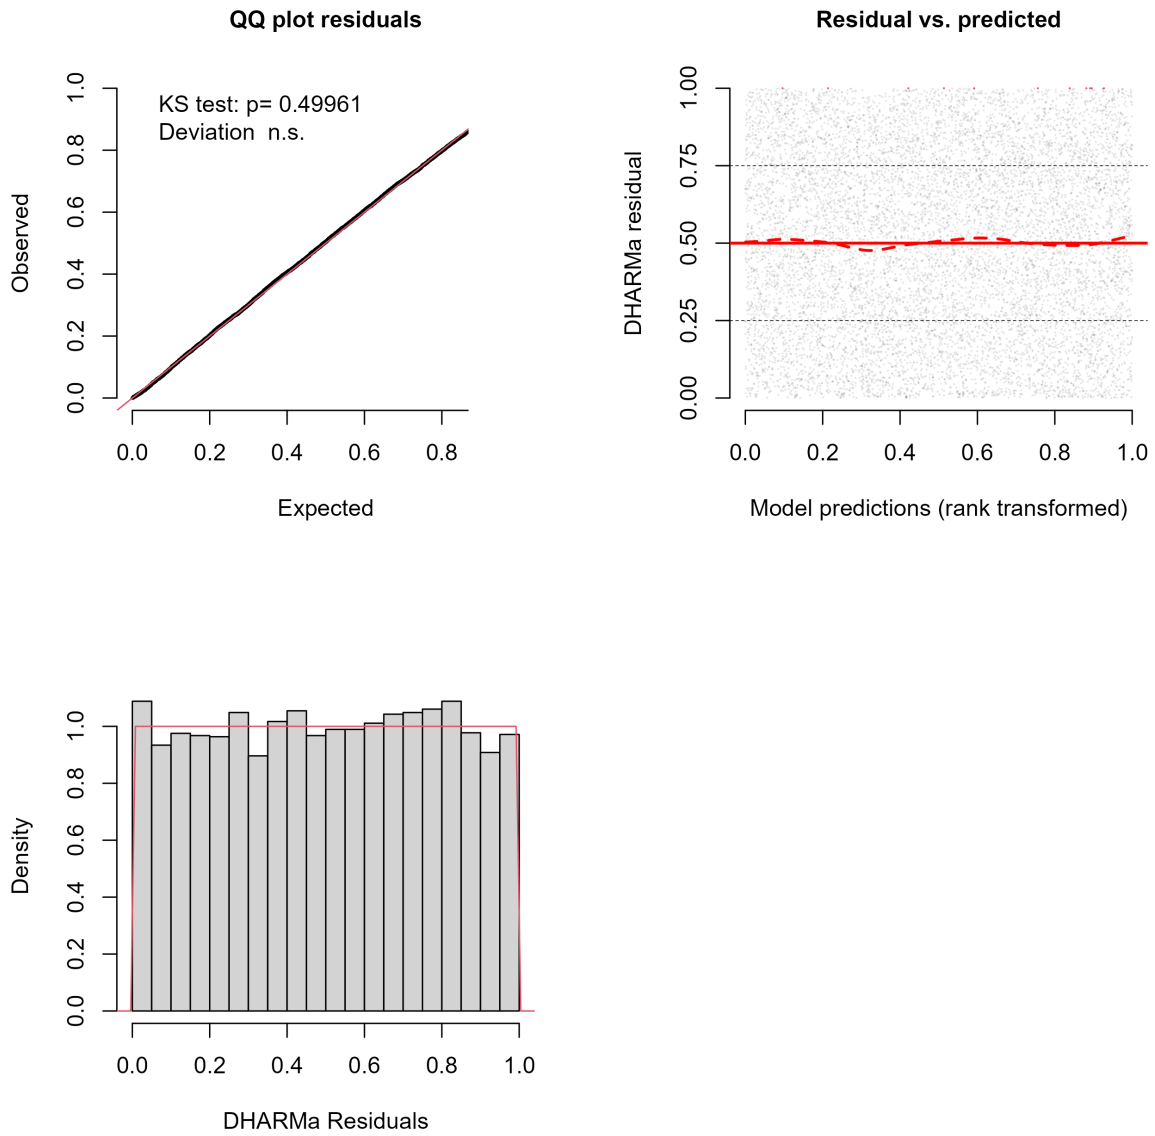 QQ plot residuals
KS test: p= 0.49961
Deviation  n.s.
Observed
0.0 0.2 0.4 0.6 0.8 1.0
0.0 0.2 0.4 0.6 0.8
Expected
Residual vs. predicted
DHARMa residual
0.00 0.25 0.50 0.75 1.00
0.0 0.2 0.4 0.6 0.8 1.0
Model predictions (rank transformed)
Density
0.0 0.2 0.4 0.6 0.8 1.0
0.0 0.2 0.4 0.6 0.8 1.0
DHARMa Residuals